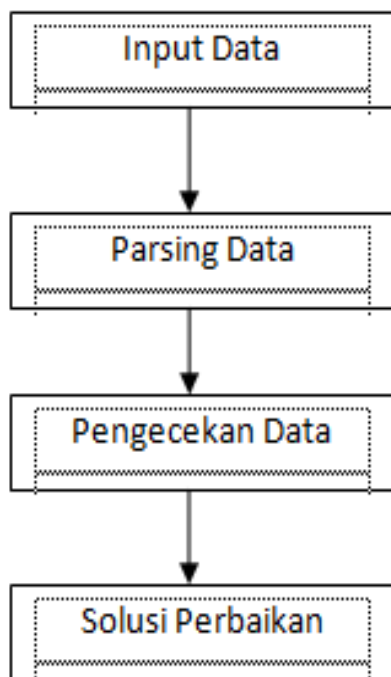 Input Data
Parsing Data
Pengecekan Data
Solusi Perbaikan